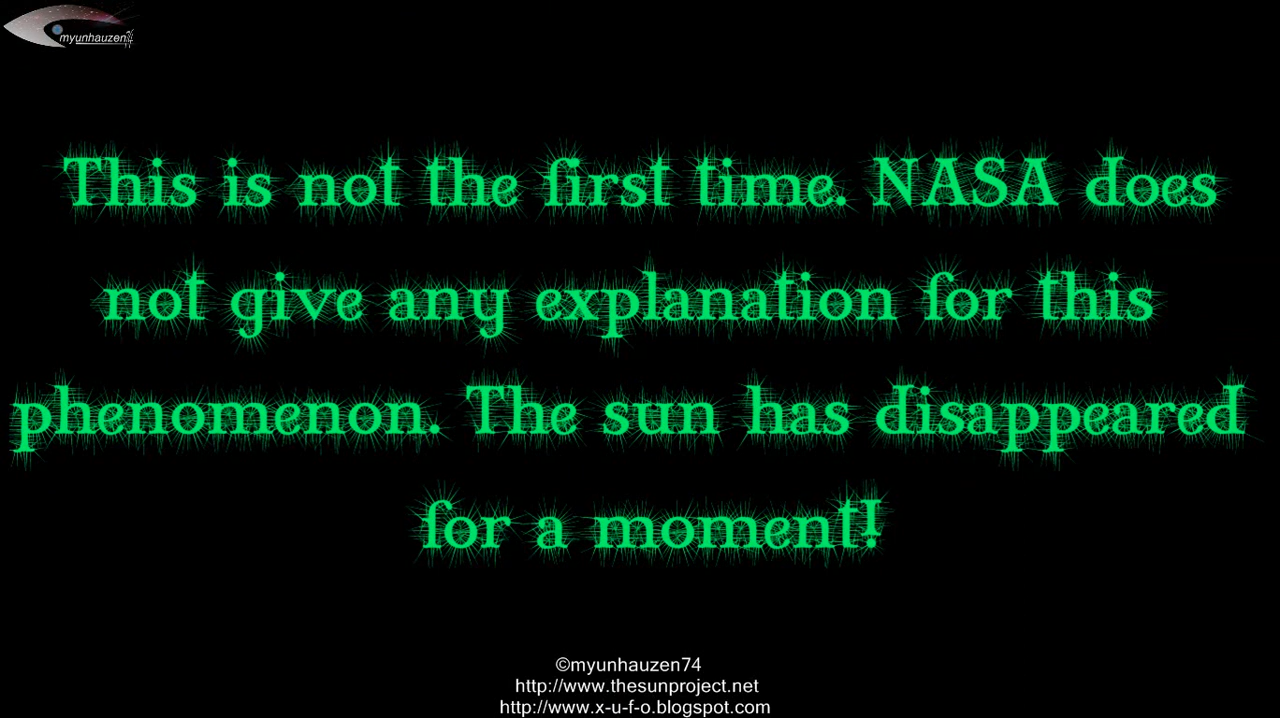 myunhauzen74
This is not the first time. NASA does
not give any explanation for this
phenomenon. The sun has disappeared
for a moment!
©myunhauzen74
http://www.thesunproject.net
http://www.x-u-f-o.blogspot.com